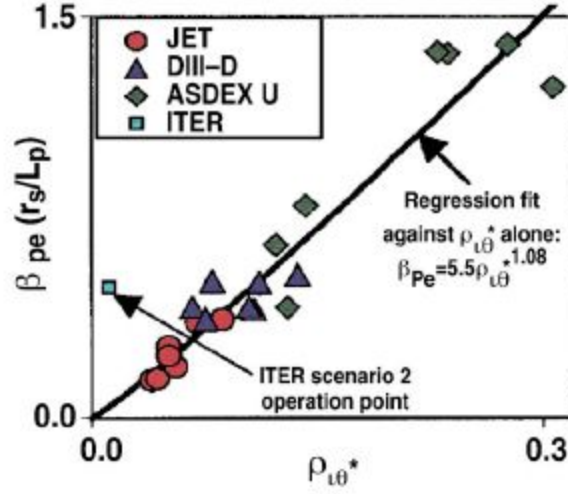 1.5
JET
DIII–D
ASDEX U
ITER
β pe (rs/Lp)
Regression fit
against ριθ* alone:
βPe=5.5ριθ*1.08
ITER scenario 2
operation point
0.0
0.0
0.3
ριθ*